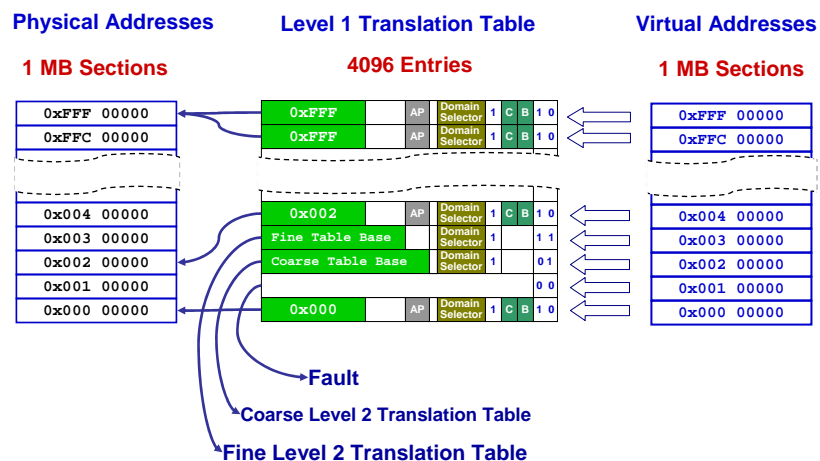 Physical Addresses Level 1 Translation Table Virtual Addresses
1 MB Sections 4096 Entries 1 MB Sections
0xFFF 00000 0xFFF AP Domain Selector 1 C B 1 0 0xFFF 00000
0xFFC 00000 0xFFF AP Domain Selector 1 C B 1 0 0xFFC 00000
0x004 00000 0x002 AP Domain Selector 1 C B 1 0 0x004 00000
0x003 00000 Fine Table Base Domain Selector 1 1 1 0x003 00000
0x002 00000 Coarse Table Base Domain Selector 1 0 1 0x002 00000
0x001 00000 0 0 0x001 00000
0x000 00000 0x000 AP Domain Selector 1 C B 1 0 0x000 00000
Fault
Coarse Level 2 Translation Table
Fine Level 2 Translation Table